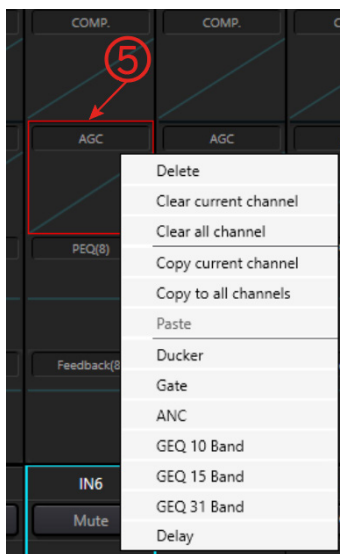 COMP. COMP.
⑤
AGC AGC
Delete
Clear current channel
Clear all channel
PEQ(8)
Copy current channel
Copy to all channels
Paste
Ducker
Feedback(8
Gate
ANC
GEQ 10 Band
IN6
GEQ 15 Band
GEQ 31 Band
Mute
Delay